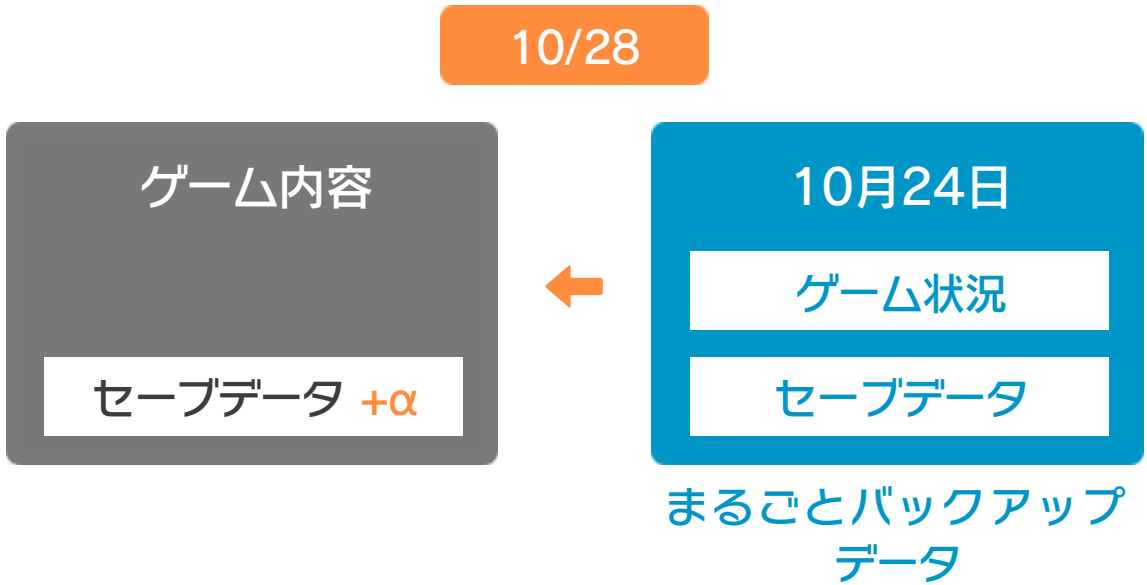 10/28
ゲーム内容
セーブデータ +α
10月24日
ゲーム状況
セーブデータ
まるごとバックアップ
データ